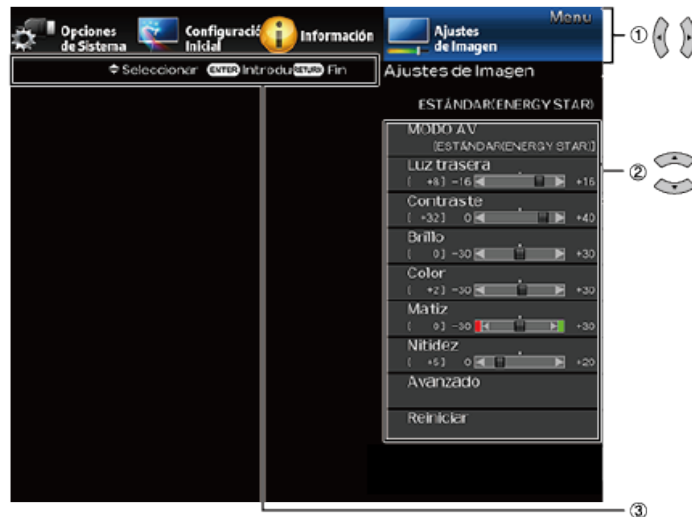 Menu
Opciones
de Sistema
Configuració
Inicial
Información
Ajustes
de Imagen
①
Seleccionar ENTER Introdu RETURN Fin
Ajustes de Imagen
ESTÁNDAR(ENERGY STAR)
MODO AV
[ESTÁNDAR(ENERGY STAR)]
②
Luz trasera
[ +8] -16 +16
Contraste
[ +32] 0 +40
Brillo
[ 0] -30 +30
Color
[ +2] -30 +30
Matiz
[ 0] -30 +30
Nitidez
[ +5] 0 +20
Avanzado
Reiniciar
③